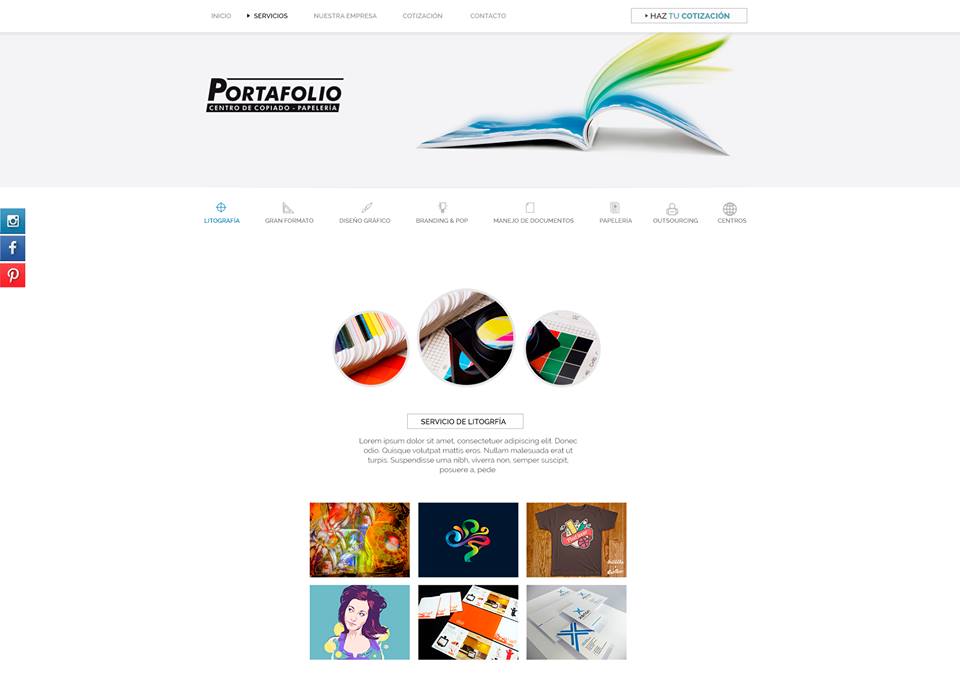 INICIO
SERVICIOS
NUESTRA EMPRESA
COTIZACIÓN
CONTACTO
HAZ TU COTIZACIÓN
PORTAFOLIO
CENTRO DE COPIADO - PAPELERÍA
LITOGRAFÍA
GRAN FORMATO
DISEÑO GRÁFICO
BRANDING & POP
MANEJO DE DOCUMENTOS
PAPELERÍA
OUTSOURCING
CENTROS
SERVICIO DE LITOGRFÍA
Lorem ipsum dolor sit amet, consectetuer adipiscing elit. Donec
odio. Quisque volutpat mattis eros. Nullam malesuada erat ut
turpis. Suspendisse urna nibh, viverra non, semper suscipit,
posuere a, pede